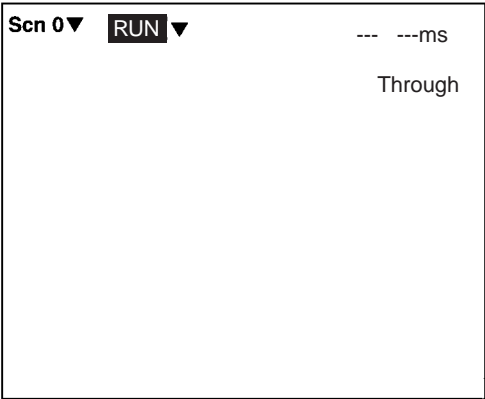 Scn 0▼ RUN ▼ --- ---ms
Through